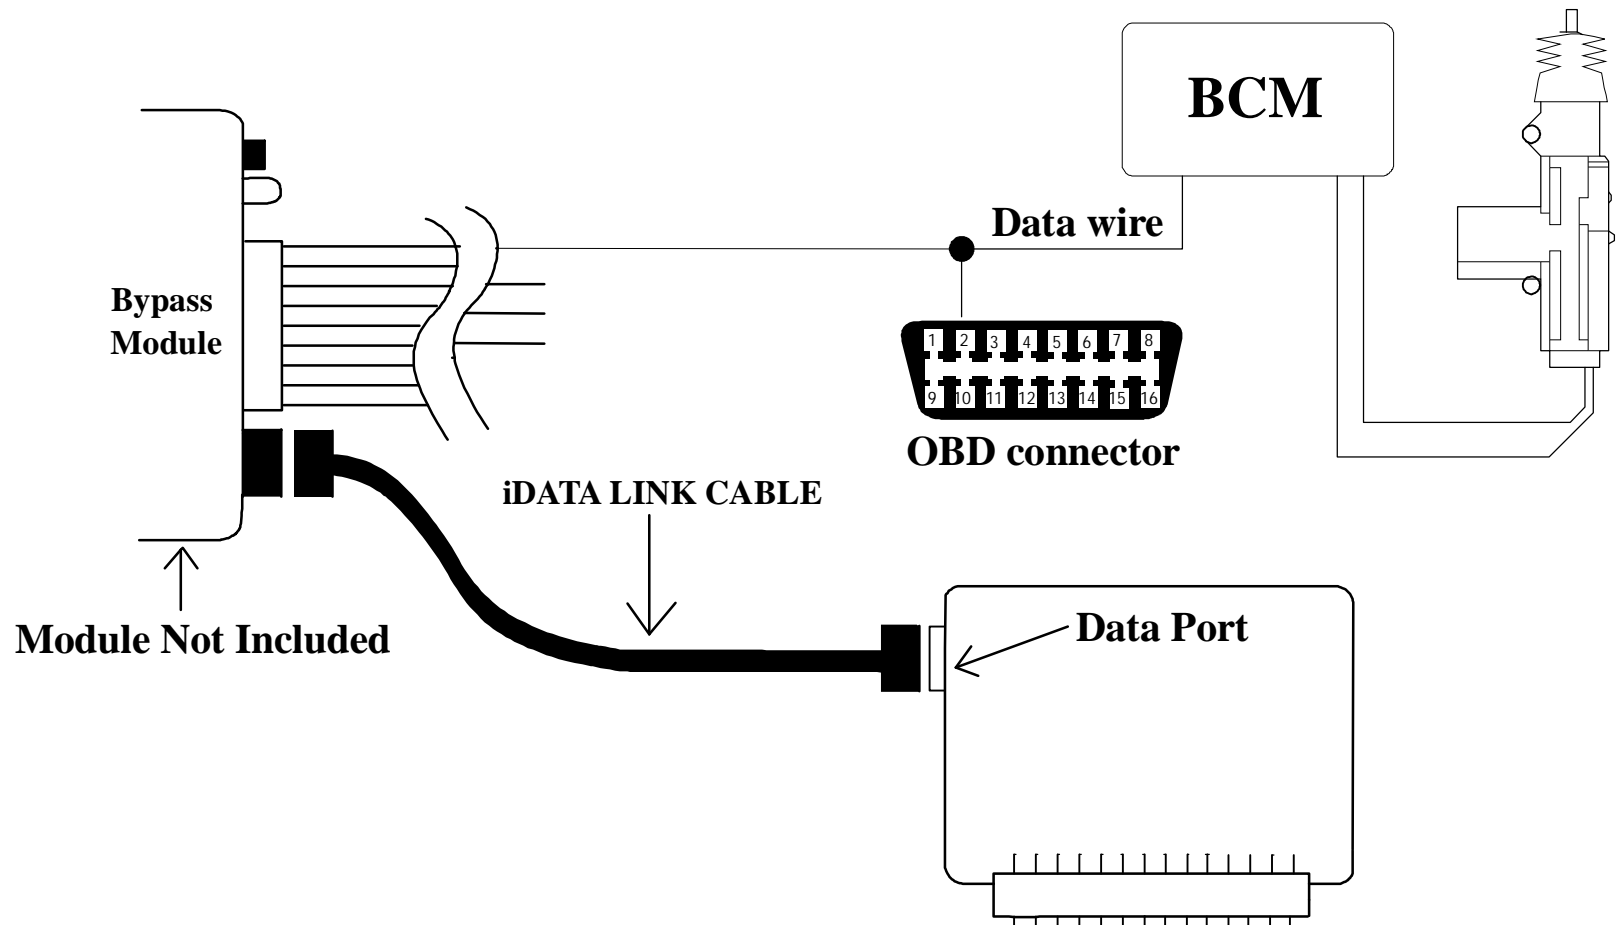 BCM
Data wire
Bypass
Module
1 2 3 4 5 6 7 8
9 10 11 12 13 14 15 16
OBD connector
iDATA LINK CABLE
Module Not Included
Data Port